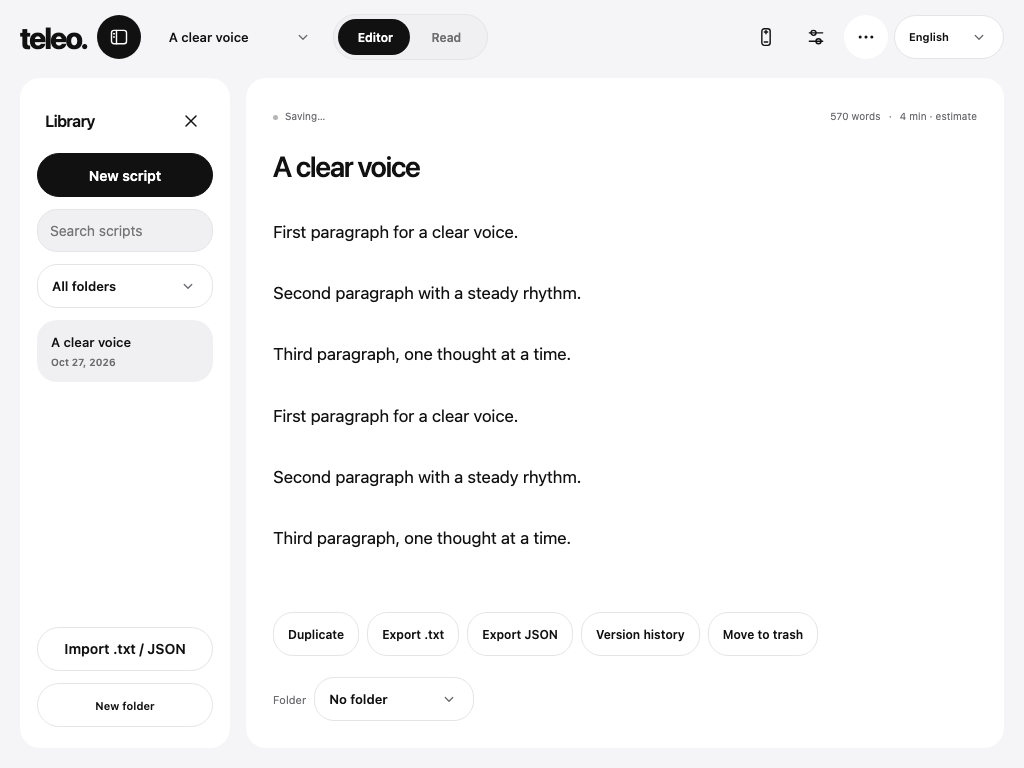 teleo.
A clear voice
Editor
Read
English
Library
New script
Search scripts
All folders
A clear voice
Oct 27, 2026
Import .txt / JSON
New folder
Saving...
570 words · 4 min · estimate
A clear voice
First paragraph for a clear voice.
Second paragraph with a steady rhythm.
Third paragraph, one thought at a time.
First paragraph for a clear voice.
Second paragraph with a steady rhythm.
Third paragraph, one thought at a time.
Duplicate
Export .txt
Export JSON
Version history
Move to trash
Folder
No folder